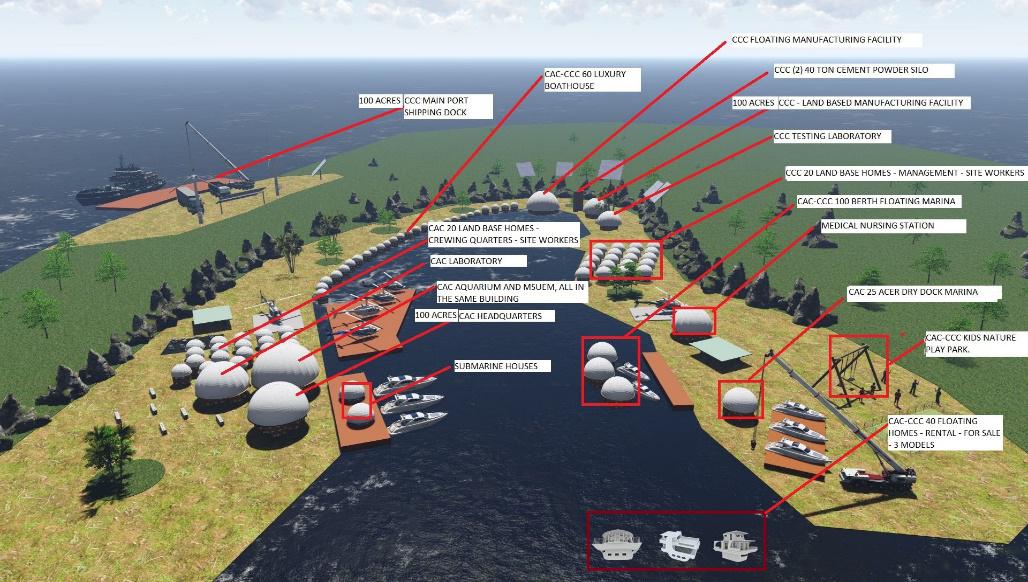 CCC FLOATING MANUFACTURING FACILITY
CCC (2) 40 TON CEMENT POWDER SILO
CAC-CCC 60 LUXURY
BOATHOUSE
100 ACRES CCC MAIN PORT
SHIPPING DOCK
100 ACRES CCC - LAND BASED MANUFACTURING FACILITY
CCC TESTING LABORATORY
CCC 20 LAND BASE HOMES - MANAGEMENT - SITE WORKERS
CAC-CCC 100 BERTH FLOATING MARINA
MEDICAL NURSING STATION
CAC 20 LAND BASE HOMES -
CREWING QUARTERS - SITE WORKERS
CAC LABORATORY
CAC AQUARIUM AND M5UEM, ALL IN
THE SAME BUILDING
100 ACRES CAC HEADQUARTERS
CAC 25 ACER DRY DOCK MARINA
CAC-CCC KIDS NATURE
PLAY PARK.
SUBMARINE HOUSES
CAC-CCC 40 FLOATING
HOMES - RENTAL - FOR SALE
- 3 MODELS